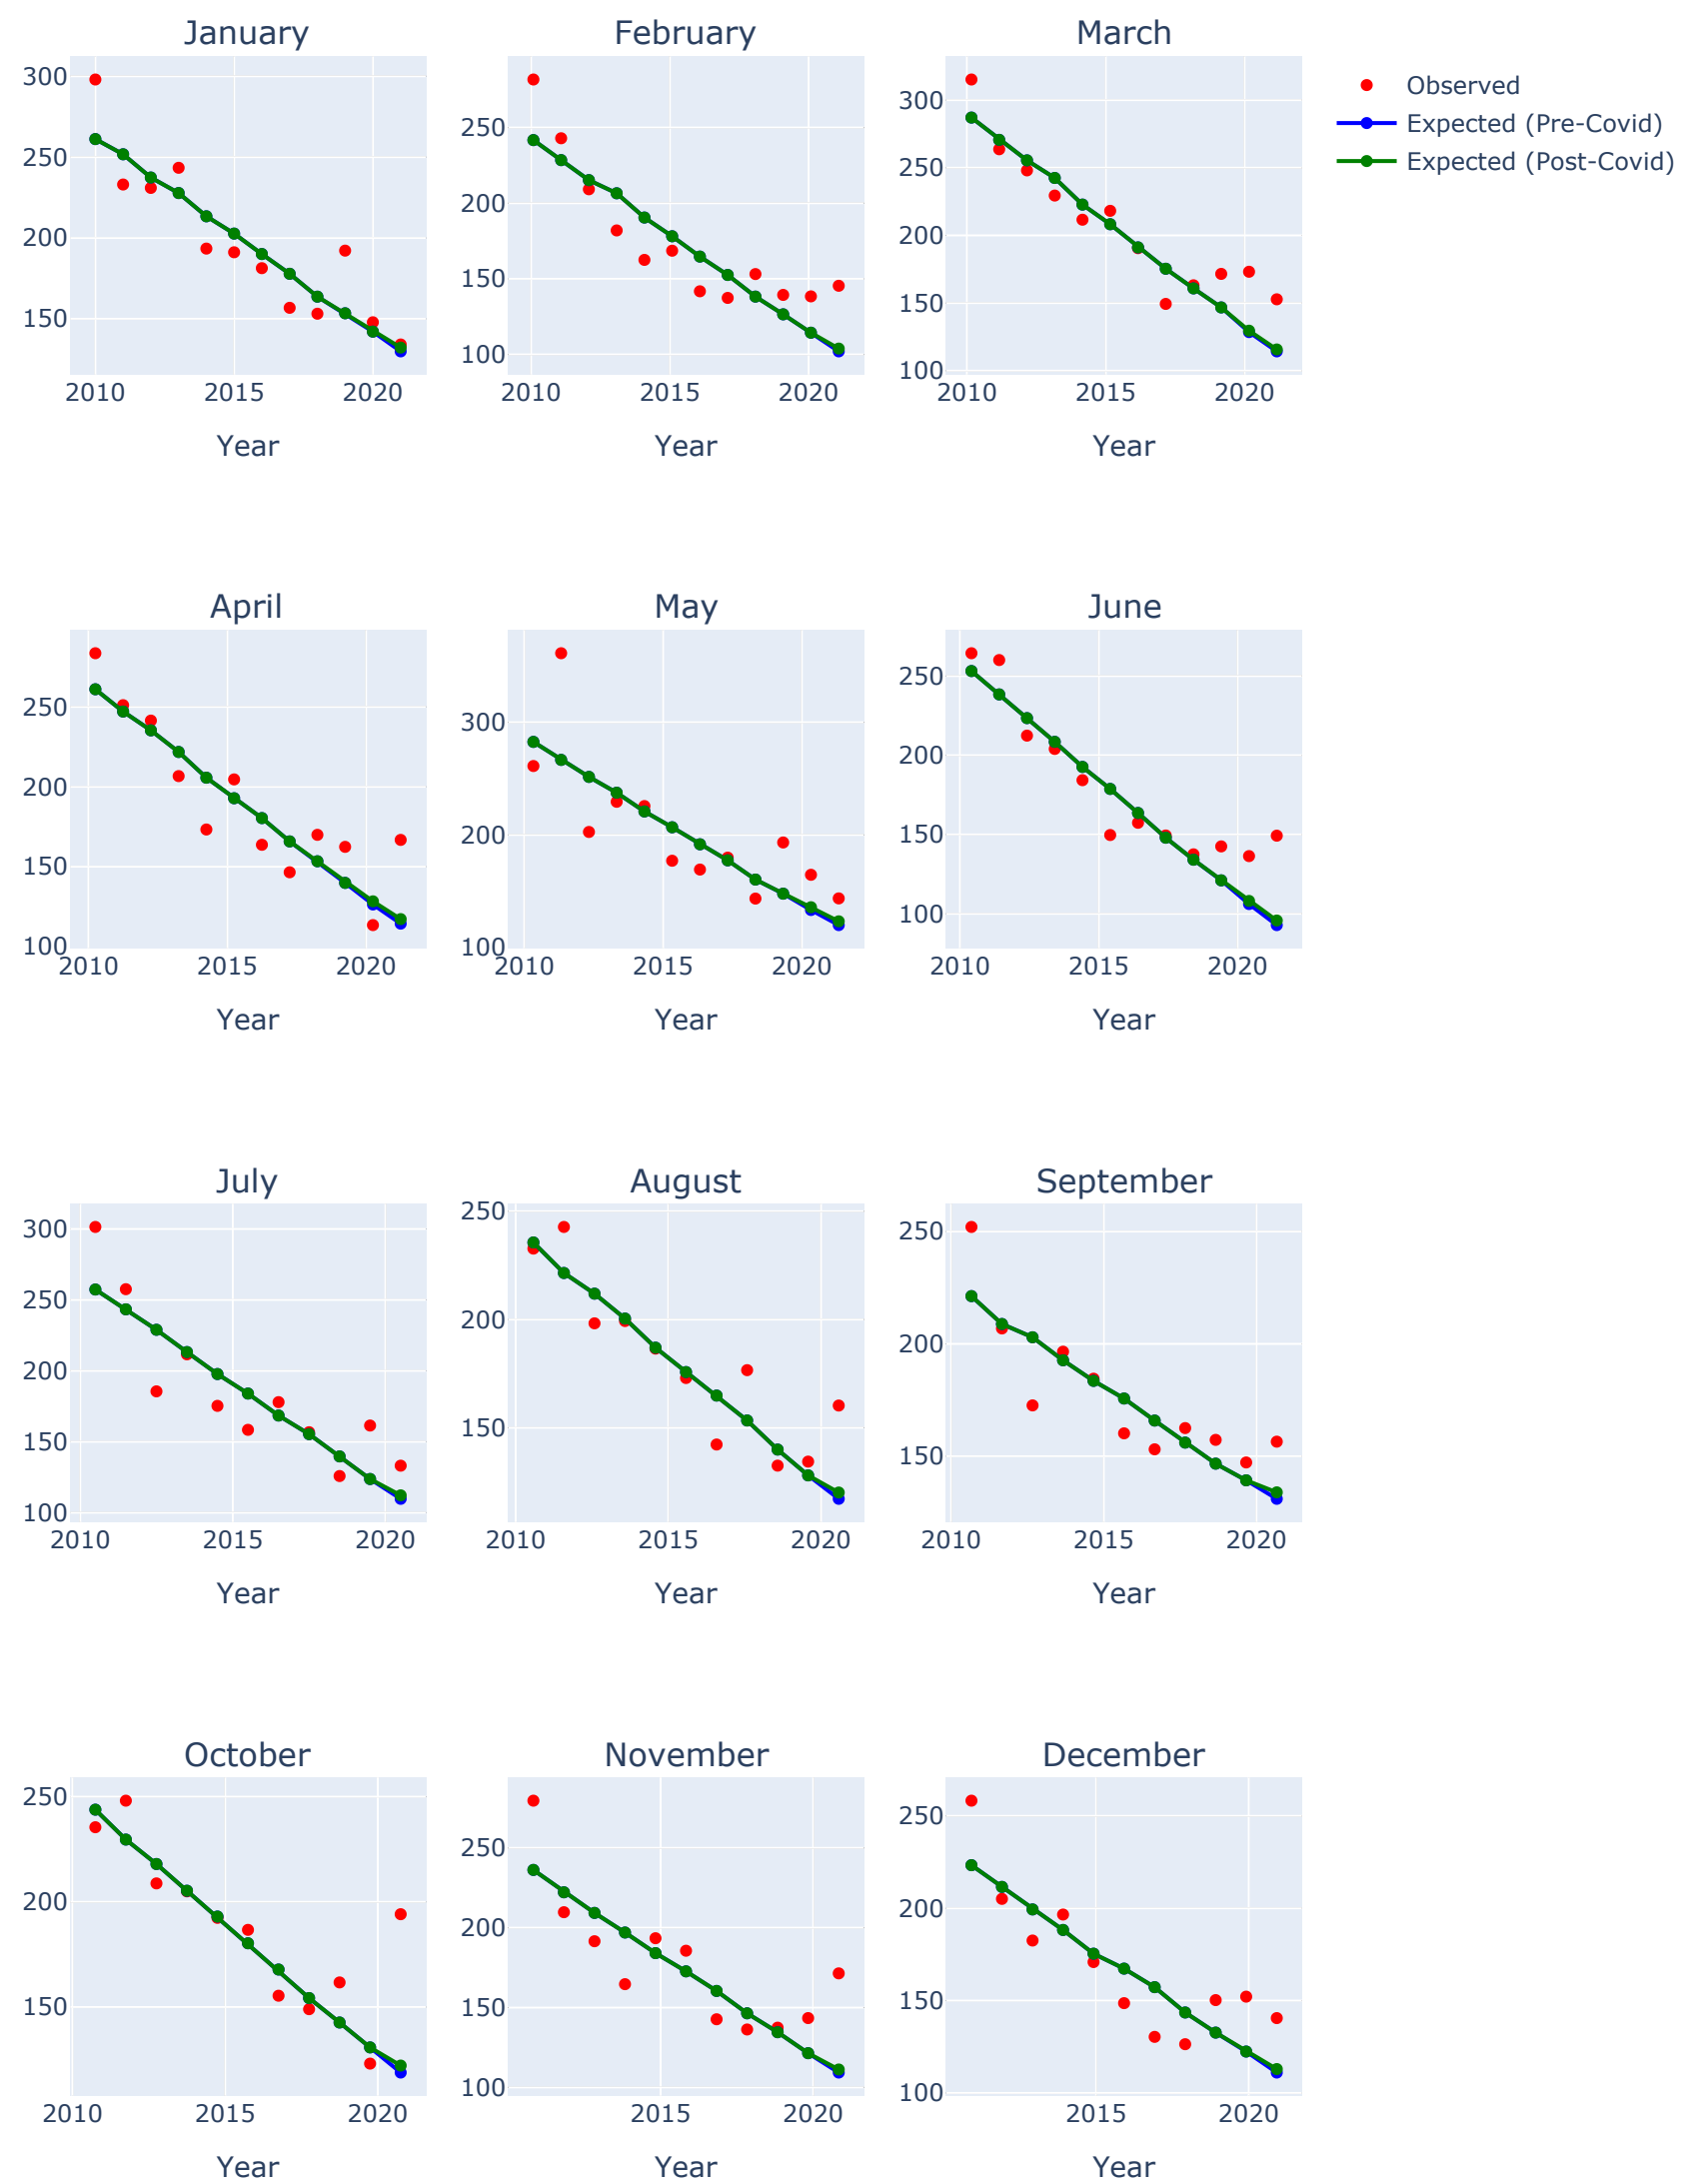 January
February
March
300
250
200
150
2010
2015
2020
Year
250
200
150
100
2010
2015
2020
Year
300
250
200
150
100
2010
2015
2020
Year
Observed
Expected (Pre-Covid)
Expected (Post-Covid)
April
May
June
250
200
150
100
2010
2015
2020
Year
300
200
100
2010
2015
2020
Year
250
200
150
100
2010
2015
2020
Year
July
August
September
300
250
200
150
100
2010
2015
2020
Year
250
200
150
2010
2015
2020
Year
250
200
150
2010
2015
2020
Year
October
November
December
250
200
150
2010
2015
2020
Year
250
200
150
100
2015
2020
Year
250
200
150
100
2015
2020
Year